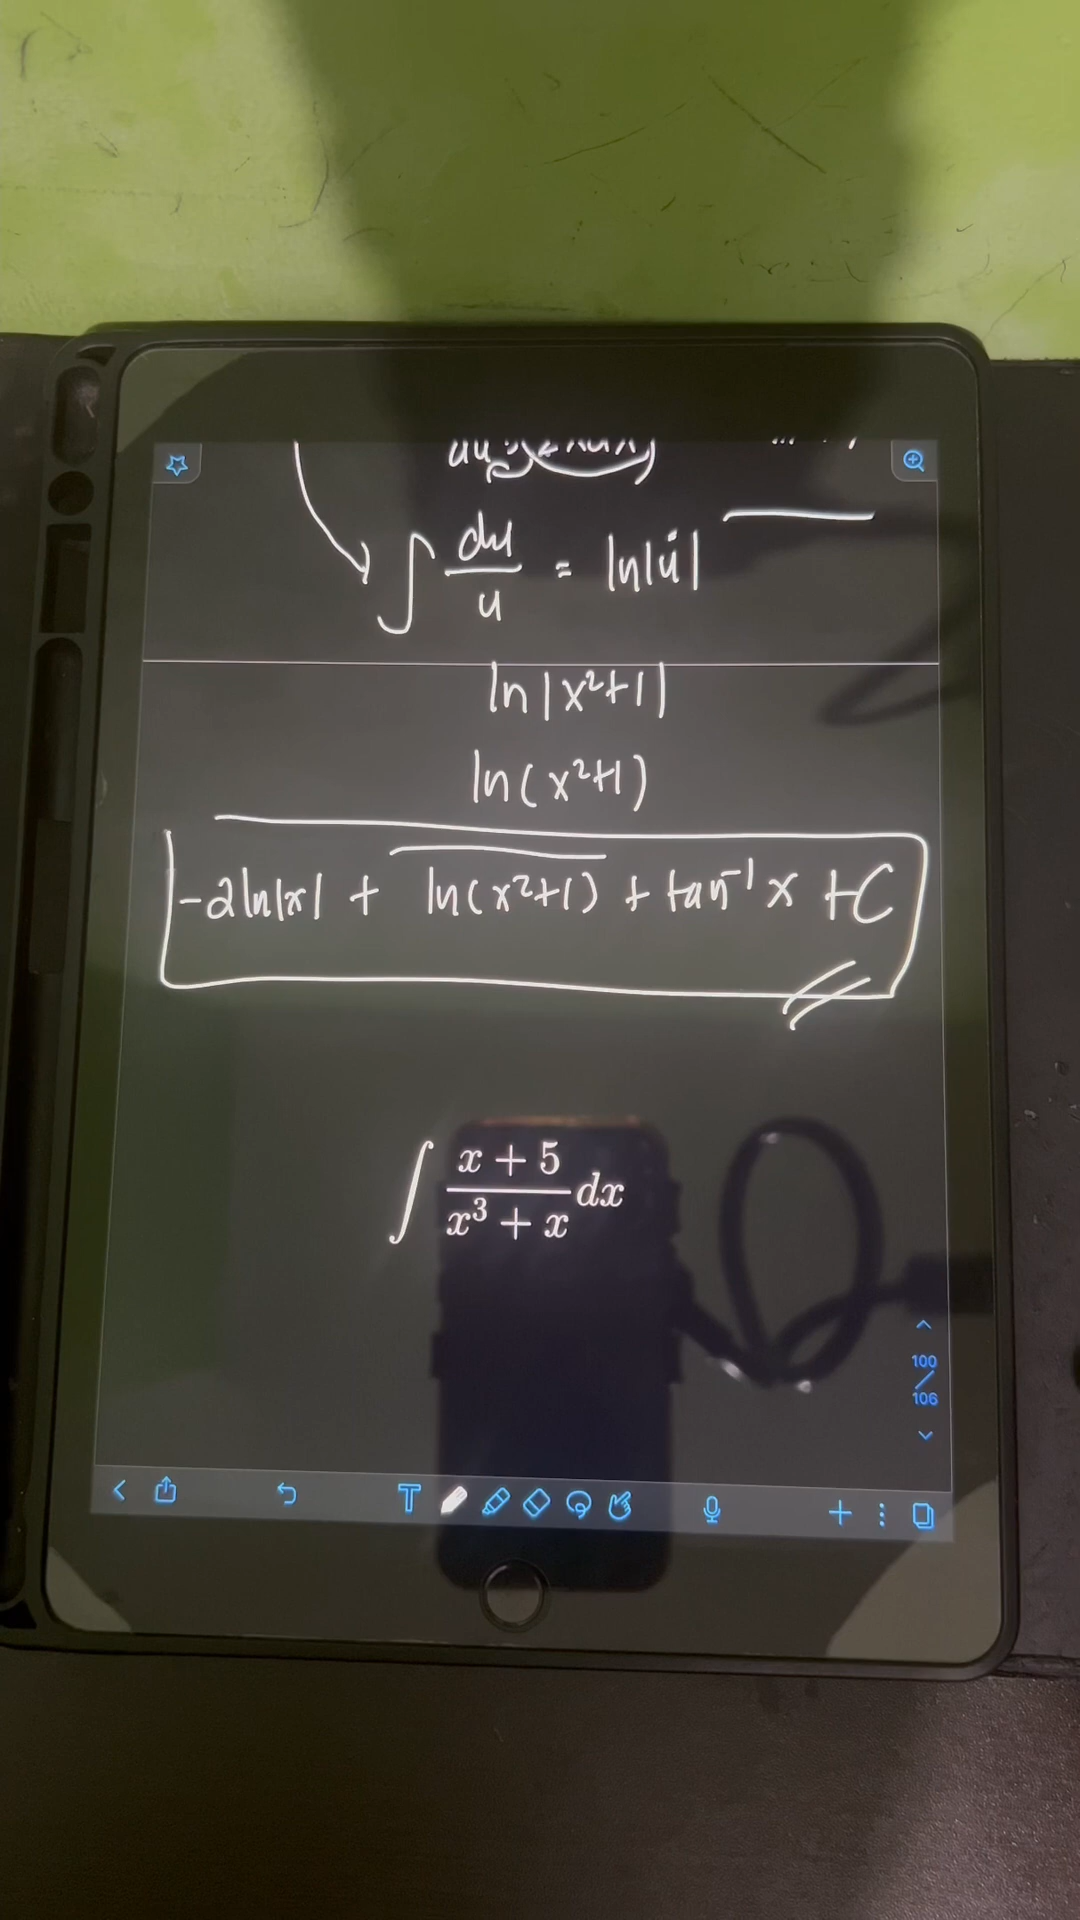 ∫ du/u = ln|u|
ln|x²+1|
ln(x²+1)
-2ln|x| + ln(x²+1) + tan⁻¹x + C
∫ (x + 5)/(x³ + x) dx
100
/
106
T